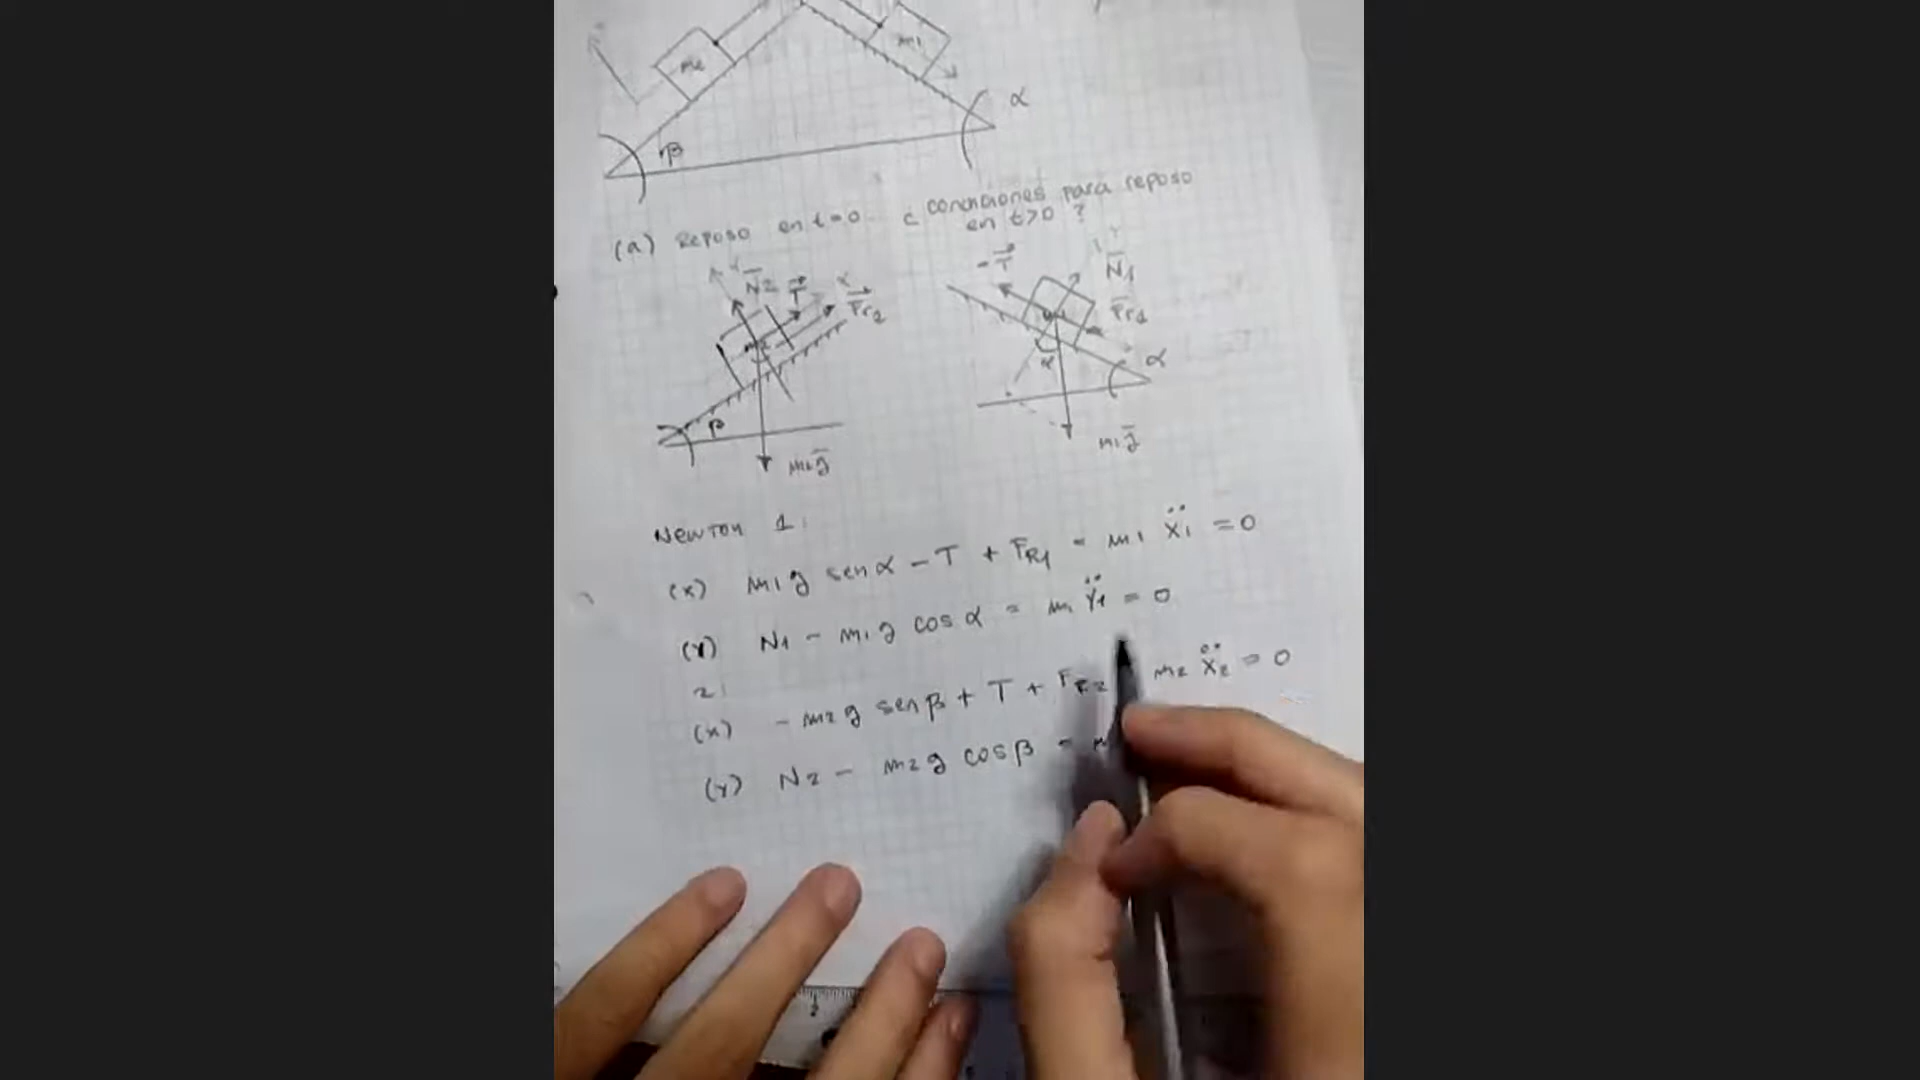 m2
m1
α
β
(a) Reposo en t=0 ¿ condiciones para reposo
en t>0 ?
N2 T x Fr2
m2
β
m2g
-T
Y
N1
Fr1
α
α
m1g
Newton 1:
(x) m1 g sen α - T + FR1 = m1 ẍ1 = 0
(Y) N1 - m1 g cos α = m1 Ÿ1 = 0
2:
(x) - m2 g sen β + T + FR2 m2 ẍ2 = 0
(Y) N2 - m2 g cos β =